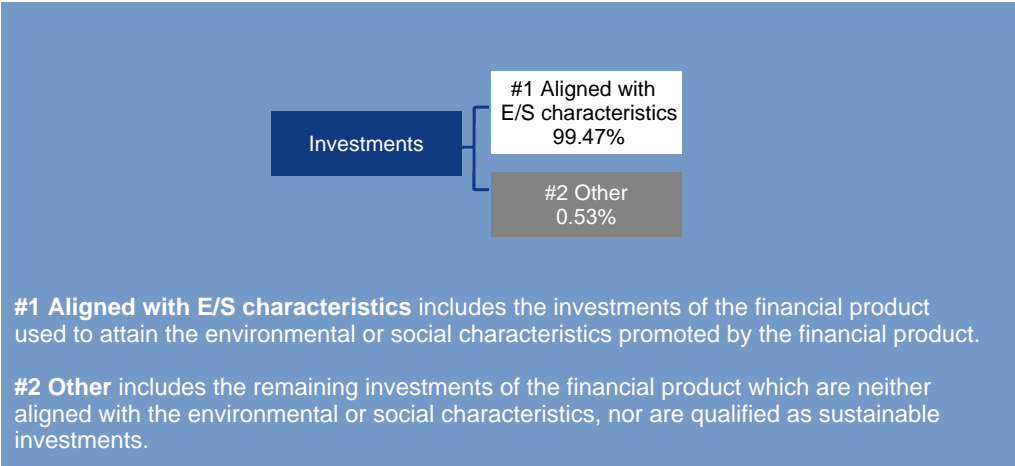 #1 Aligned with
E/S characteristics
99.47%
Investments
#2 Other
0.53%
#1 Aligned with E/S characteristics includes the investments of the financial product
used to attain the environmental or social characteristics promoted by the financial product.
#2 Other includes the remaining investments of the financial product which are neither
aligned with the environmental or social characteristics, nor are qualified as sustainable
investments.